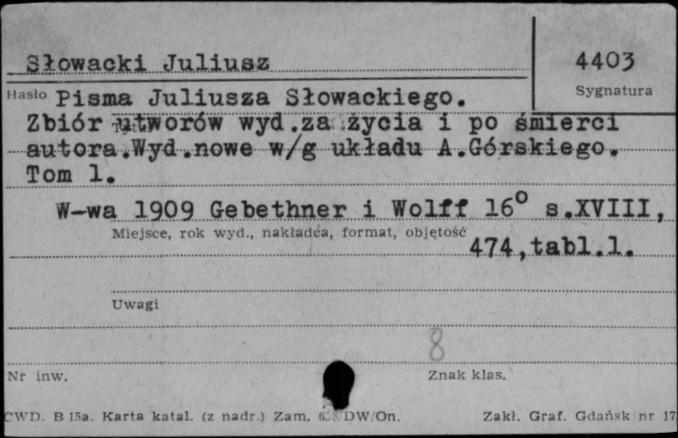 Słowacki Juliusz
4403
Hasło
Sygnatura
Pisma Juliusza Słowackiego.
Zbiór utworów wyd.za życia i po śmierci
autora.Wyd.nowe w/g układu A.Górskiego.
Tom 1.
W-wa 1909 Gebethner i Wolff 16° s.XVIII,
Miejsce, rok wyd., nakładca, format, objętość
474,tabl.1.
Uwagi
8
Nr inw.
Znak klas.
CWD. B 15a. Karta katal. (z nadr.) Zam. DW/On.
Zakł. Graf. Gdańsk nr 17